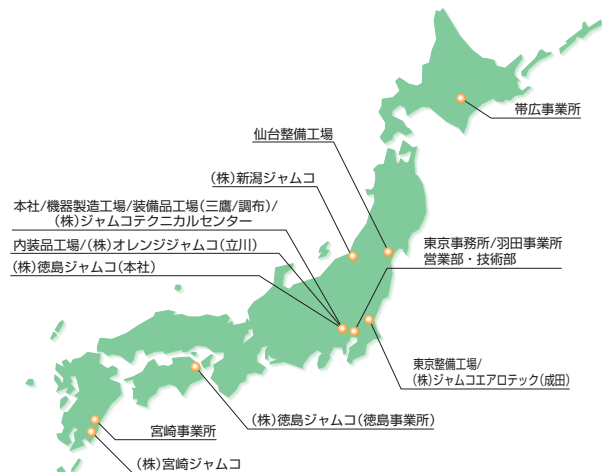 帯広事業所
仙台整備工場
(株)新潟ジャムコ
本社/機器製造工場/装備品工場(三鷹/調布)/
(株)ジャムコテクニカルセンター
内装品工場/(株)オレンジジャムコ(立川)
(株)徳島ジャムコ(本社)
東京事務所/羽田事業所
営業部・技術部
東京整備工場/
(株)ジャムコエアロテック(成田)
(株)徳島ジャムコ(徳島事業所)
宮崎事業所
(株)宮崎ジャムコ